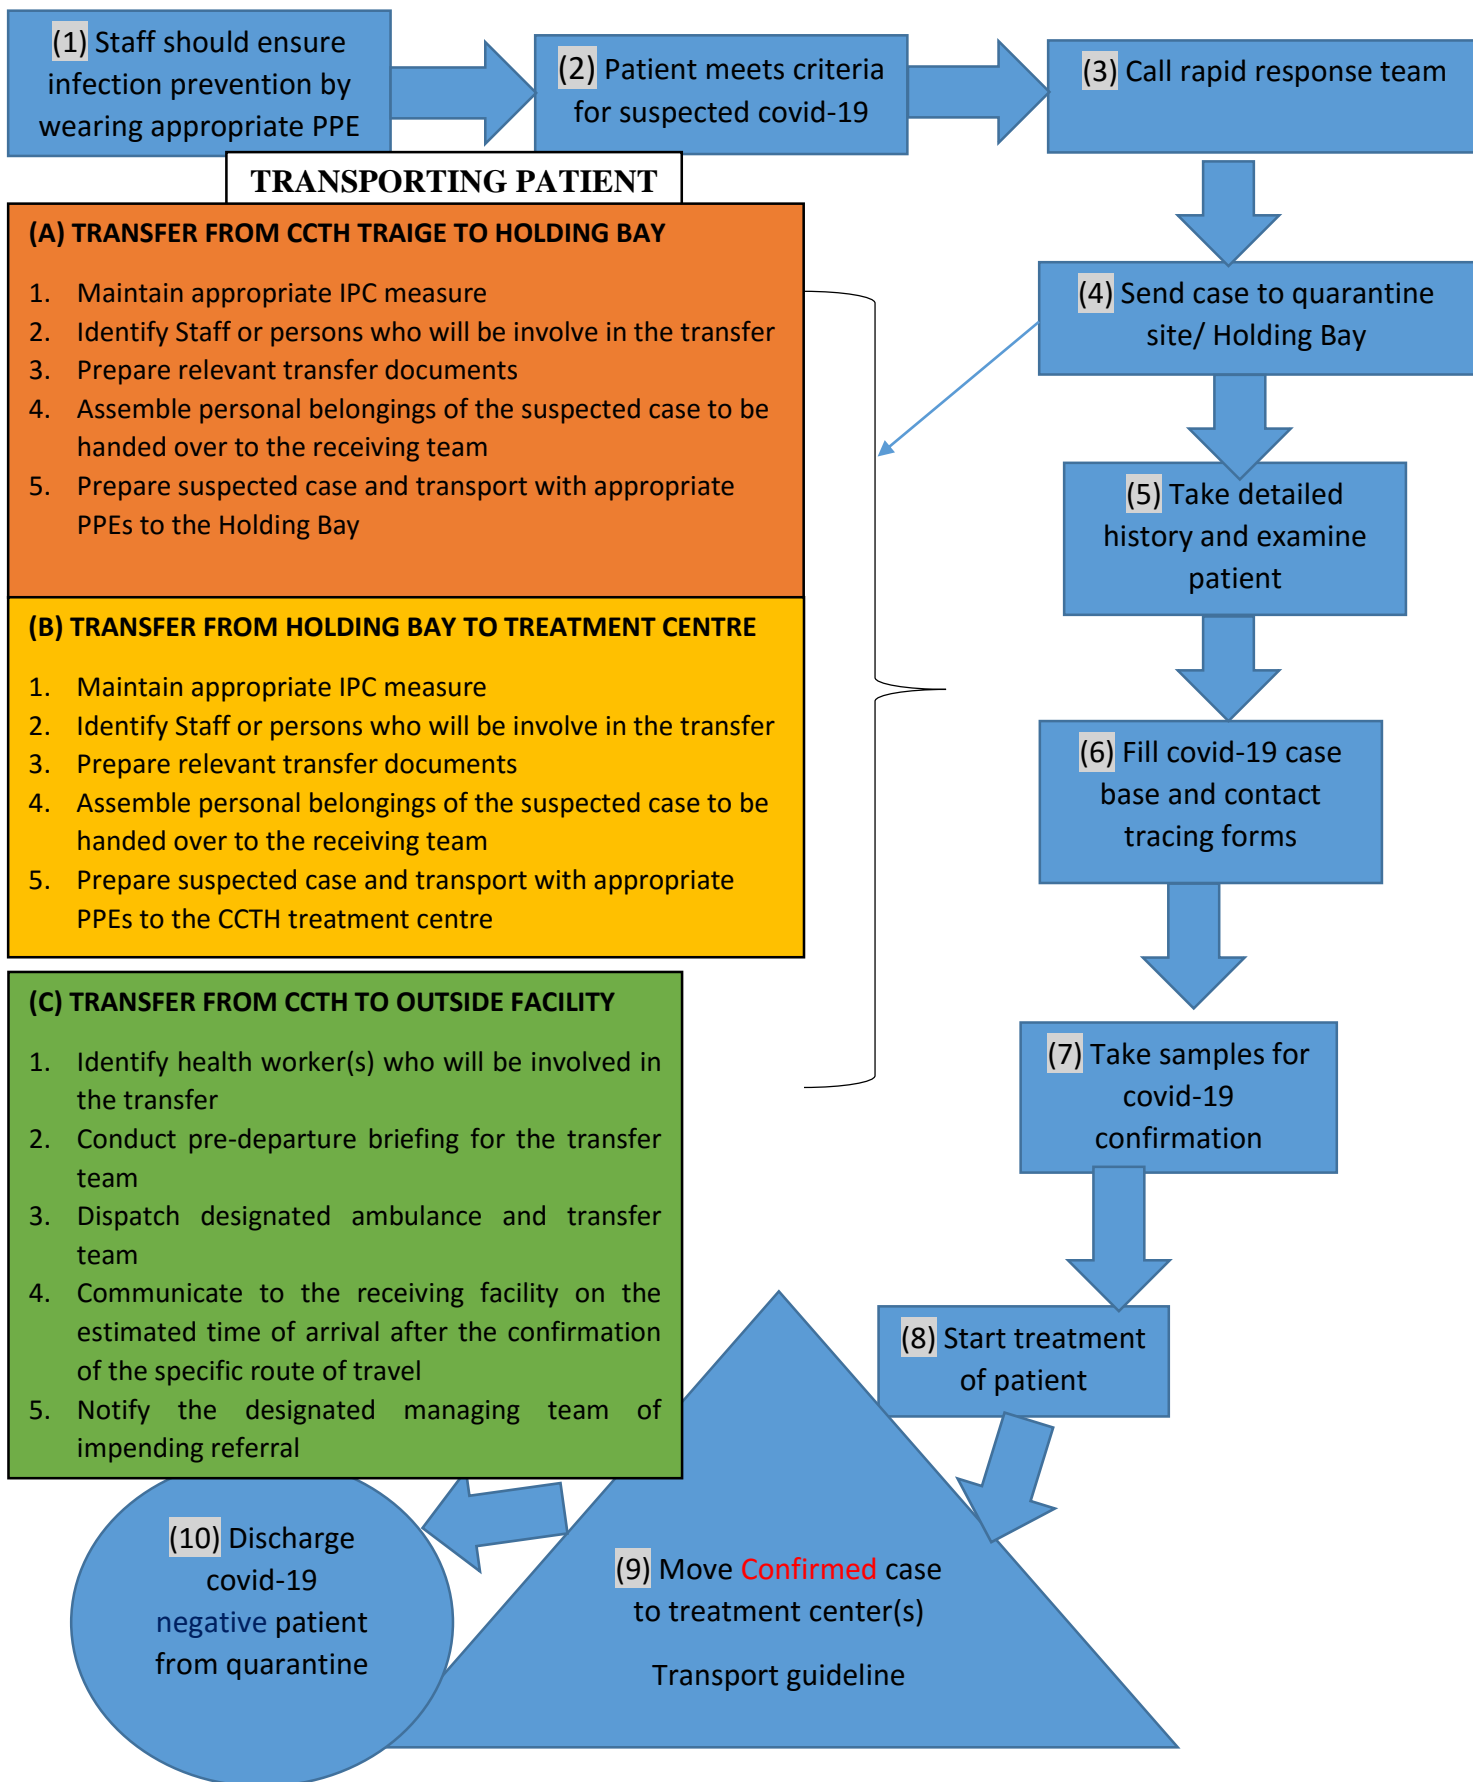 (1) Staff should ensure
infection prevention by
wearing appropriate PPE
(2) Patient meets criteria
for suspected covid-19
(3) Call rapid response team
TRANSPORTING PATIENT
(A) TRANSFER FROM CCTH TRAIGE TO HOLDING BAY
1. Maintain appropriate IPC measure
2. Identify Staff or persons who will be involve in the transfer
3. Prepare relevant transfer documents
4. Assemble personal belongings of the suspected case to be
handed over to the receiving team
5. Prepare suspected case and transport with appropriate
PPEs to the Holding Bay
(B) TRANSFER FROM HOLDING BAY TO TREATMENT CENTRE
1. Maintain appropriate IPC measure
2. Identify Staff or persons who will be involve in the transfer
3. Prepare relevant transfer documents
4. Assemble personal belongings of the suspected case to be
handed over to the receiving team
5. Prepare suspected case and transport with appropriate
PPEs to the CCTH treatment centre
(C) TRANSFER FROM CCTH TO OUTSIDE FACILITY
1. Identify health worker(s) who will be involved in
the transfer
2. Conduct pre-departure briefing for the transfer
team
3. Dispatch designated ambulance and transfer
team
4. Communicate to the receiving facility on the
estimated time of arrival after the confirmation
of the specific route of travel
5. Notify the designated managing team of
impending referral
(4) Send case to quarantine
site/ Holding Bay
(5) Take detailed
history and examine
patient
(6) Fill covid-19 case
base and contact
tracing forms
(7) Take samples for
covid-19
confirmation
(8) Start treatment
of patient
(9) Move Confirmed case
to treatment center(s)
Transport guideline
(10) Discharge
covid-19
negative patient
from quarantine